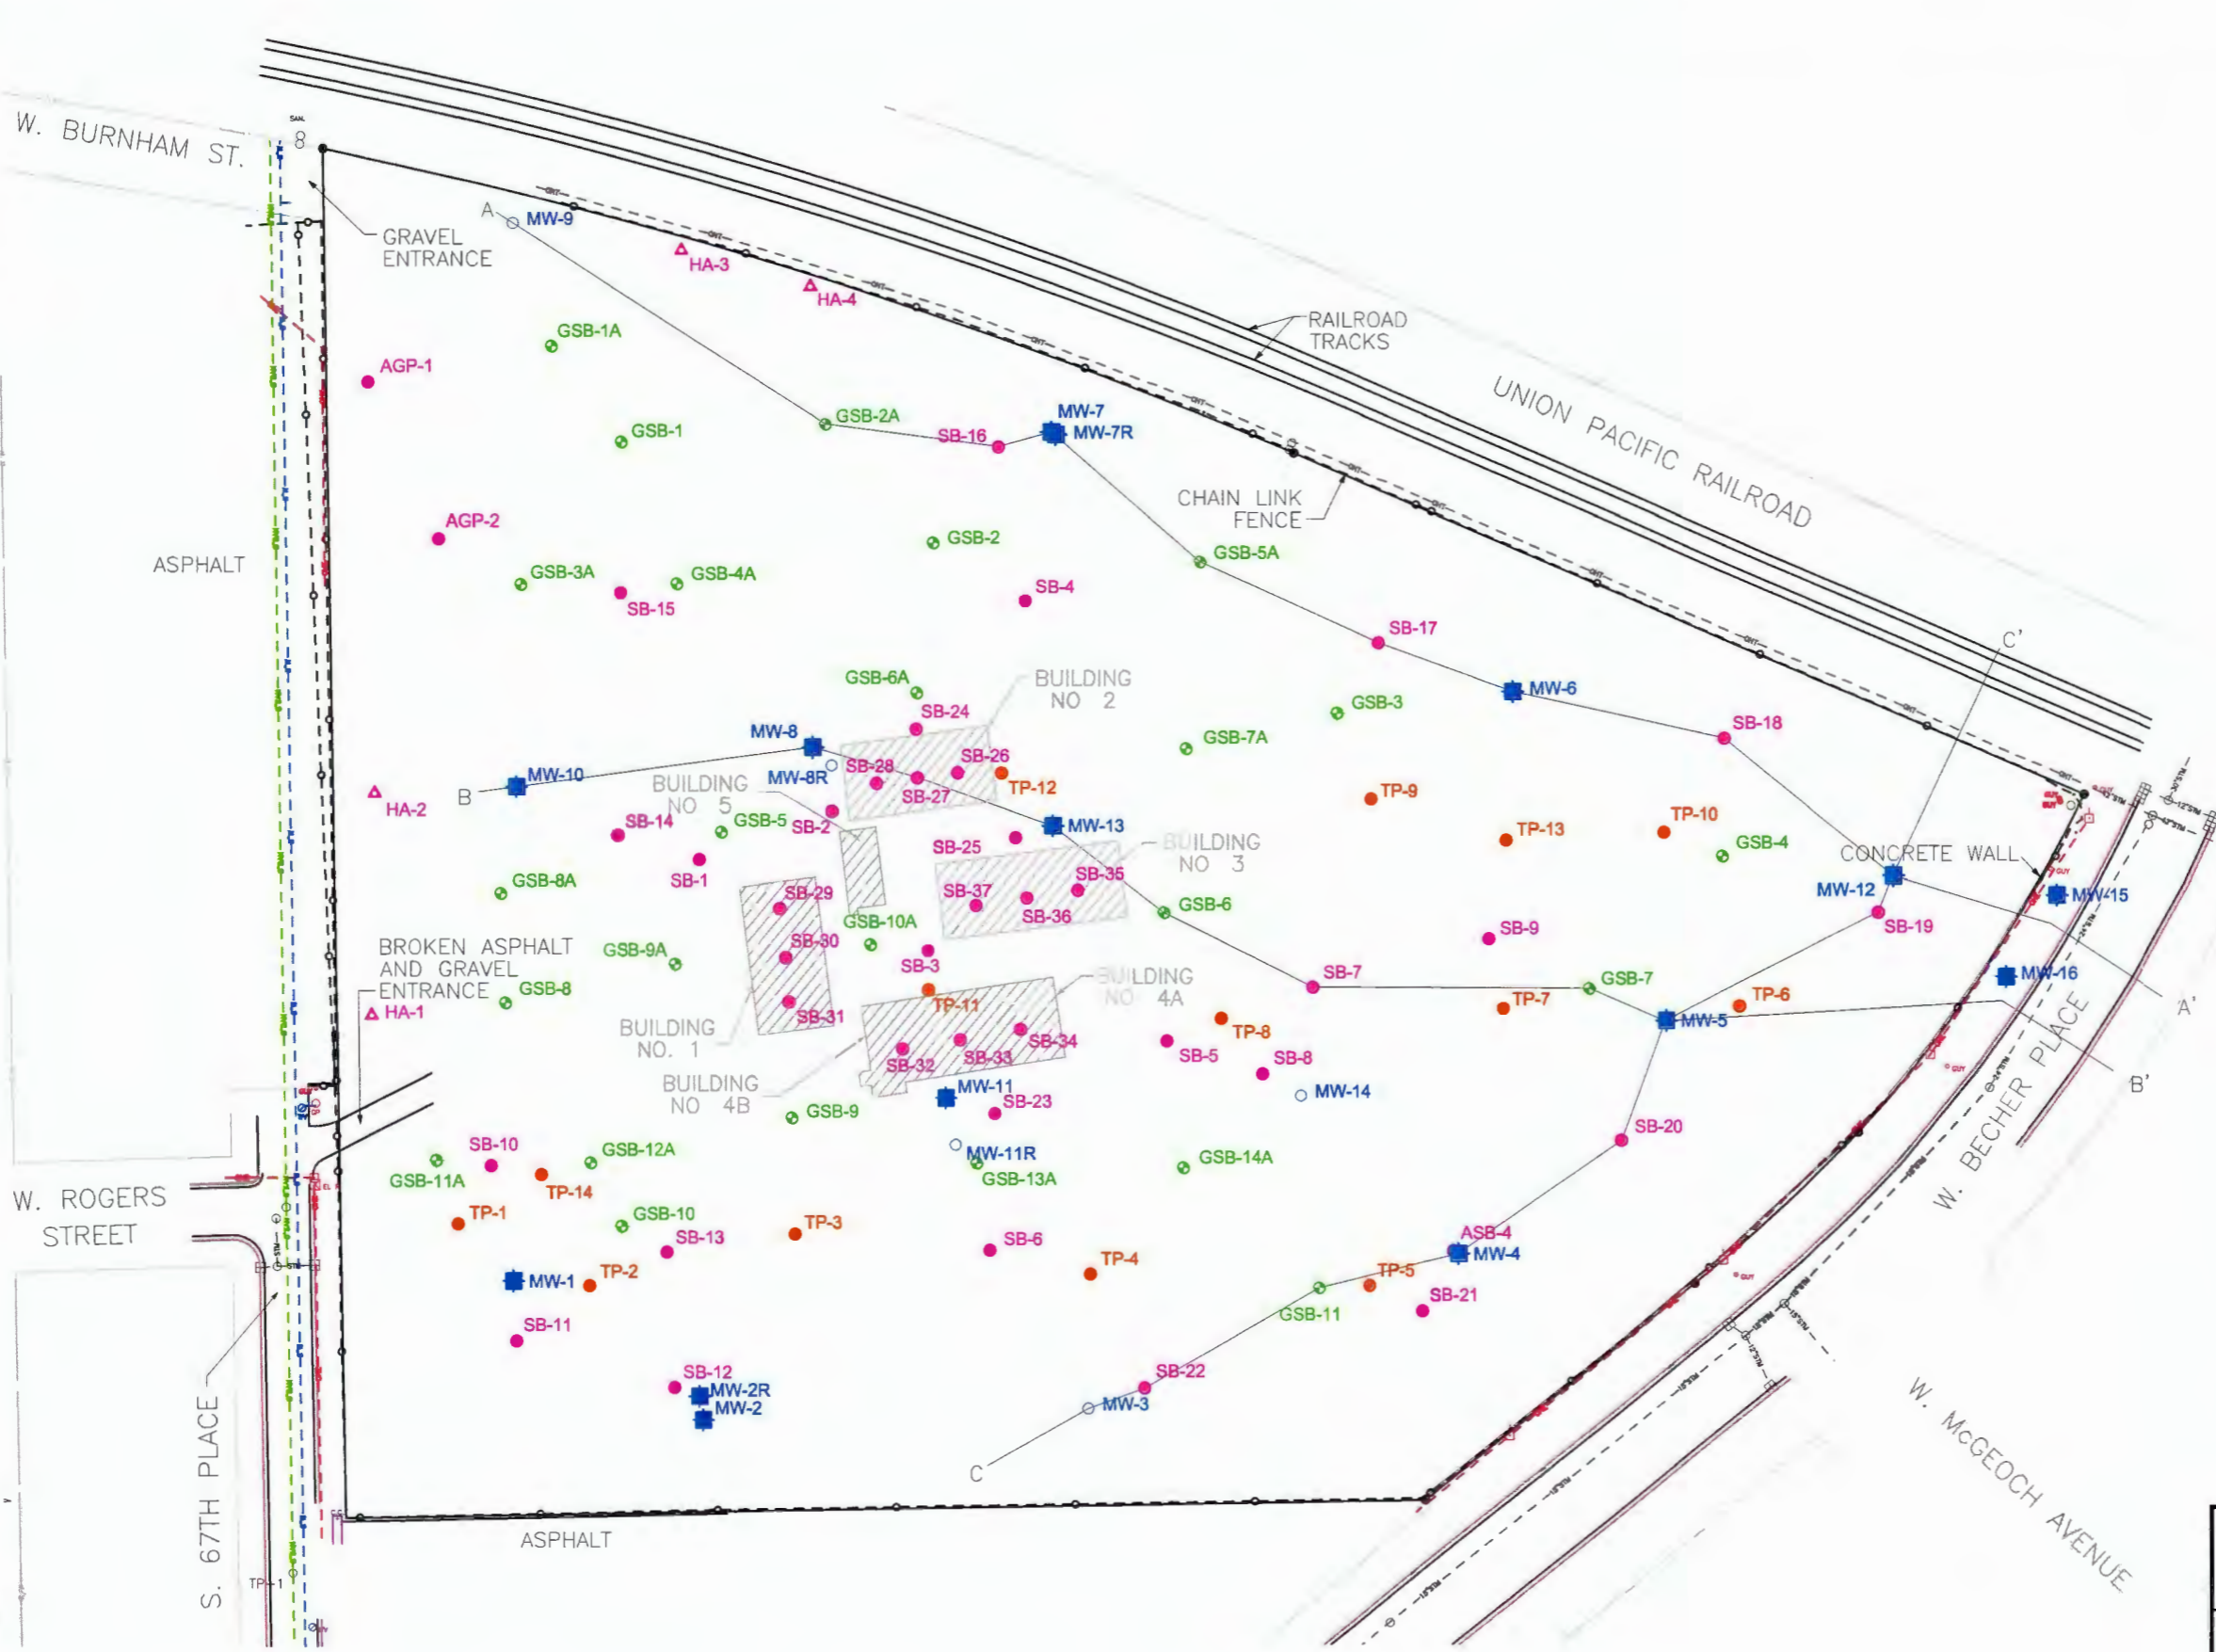 W. BURNHAM ST.
SAN.
8
GRAVEL
ENTRANCE
A
MW-9
HA-3
HA-4
GSB-1A
AGP-1
RAILROAD
TRACKS
UNION PACIFIC RAILROAD
GSB-1
GSB-2A
SB-16
MW-7
MW-7R
CHAIN LINK
FENCE
AGP-2
ASPHALT
GSB-2
GSB-5A
GSB-3A
GSB-4A
SB-15
SB-4
SB-17
C'
GSB-6A
BUILDING
NO 2
SB-24
MW-6
GSB-3
SB-18
MW-8
GSB-7A
MW-10
B
MW-8R
SB-28
SB-26
SB-27
TP-12
BUILDING
NO 5
HA-2
SB-14
GSB-5
SB-2
MW-13
TP-9
TP-13
TP-10
GSB-4
SB-25
BUILDING
NO 3
CONCRETE WALL
SB-1
GSB-8A
SB-29
SB-37
SB-35
SB-36
GSB-6
MW-12
MW-15
SB-19
GSB-10A
BROKEN ASPHALT
AND GRAVEL
ENTRANCE
GSB-9A
SB-30
SB-3
SB-9
SB-7
GSB-7
MW-16
BUILDING
NO 4A
GSB-8
HA-1
TP-11
SB-31
BUILDING
NO. 1
TP-8
TP-7
TP-6
MW-5
A'
SB-34
SB-33
SB-32
SB-5
SB-8
BUILDING
NO 4B
MW-11
MW-14
B'
GUY
SB-23
GSB-9
W. BECHER PLACE
SB-10
GSB-12A
GSB-11A
TP-14
MW-11R
GSB-13A
GSB-14A
SB-20
W. ROGERS
STREET
TP-1
GSB-10
SB-13
TP-3
SB-6
TP-4
ASB-4
MW-4
MW-1
TP-2
TP-5
GSB-11
SB-21
GUY
SB-11
SB-12
MW-2R
MW-2
SB-22
MW-3
C
S. 67TH PLACE
W. McGEOCH AVENUE
ASPHALT
TP-1